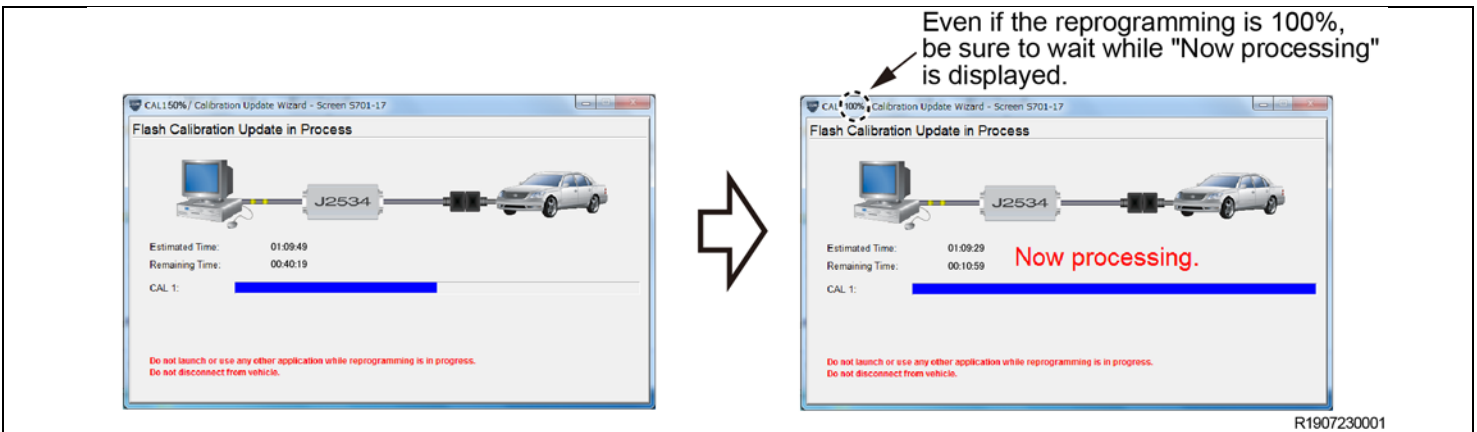 Even if the reprogramming is 100%,
be sure to wait while "Now processing"
is displayed.
CAL150%/ Calibration Update Wizard - Screen S701-17
Flash Calibration Update in Process
J2534
Estimated Time: 01:09:49
Remaining Time: 00:40:19
CAL 1:
Do not launch or use any other application while reprogramming is in progress.
Do not disconnect from vehicle.
CAL 100% Calibration Update Wizard - Screen S701-17
Flash Calibration Update in Process
J2534
Estimated Time: 01:09:29
Remaining Time: 00:10:59
Now processing.
CAL 1:
Do not launch or use any other application while reprogramming is in progress.
Do not disconnect from vehicle.
R1907230001